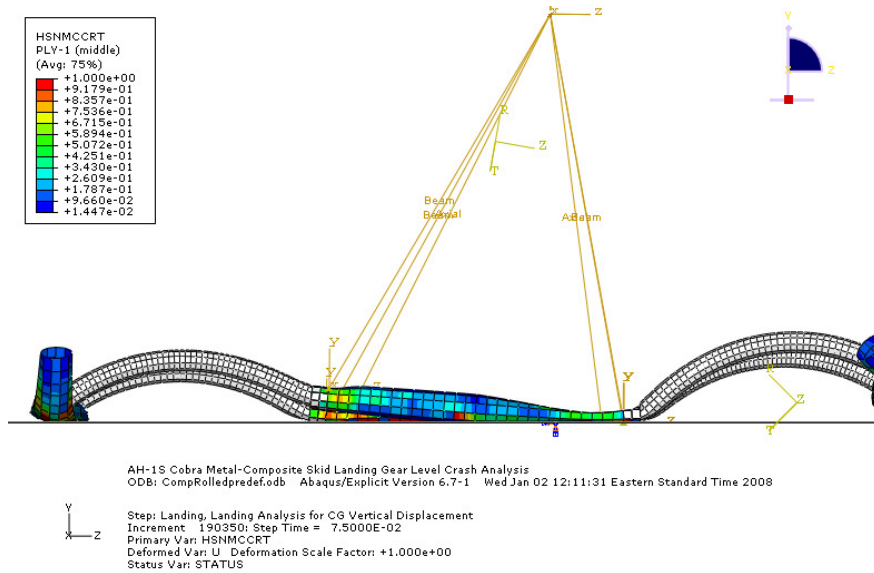 HSNMCCRT
PLY-1 (middle)
(Avg: 75%)
+1.000e+00
+9.179e-01
+8.357e-01
+7.536e-01
+6.715e-01
+5.894e-01
+5.072e-01
+4.251e-01
+3.430e-01
+2.609e-01
+1.787e-01
+9.660e-02
+1.447e-02
X
Z
Y
X
Z
R
Z
T
Beam
Beam
Axial
Beam
Y
Y
Z
Y
Z
R
Z
T
AH-1S Cobra Metal-Composite Skid Landing Gear Level Crash Analysis
ODB: CompRolledpredef.odb Abaqus/Explicit Version 6.7-1 Wed Jan 02 12:11:31 Eastern Standard Time 2008
Y
X
Z
Step: Landing, Landing Analysis for CG Vertical Displacement
Increment 190350: Step Time = 7.5000E-02
Primary Var: HSNMCCRT
Deformed Var: U Deformation Scale Factor: +1.000e+00
Status Var: STATUS